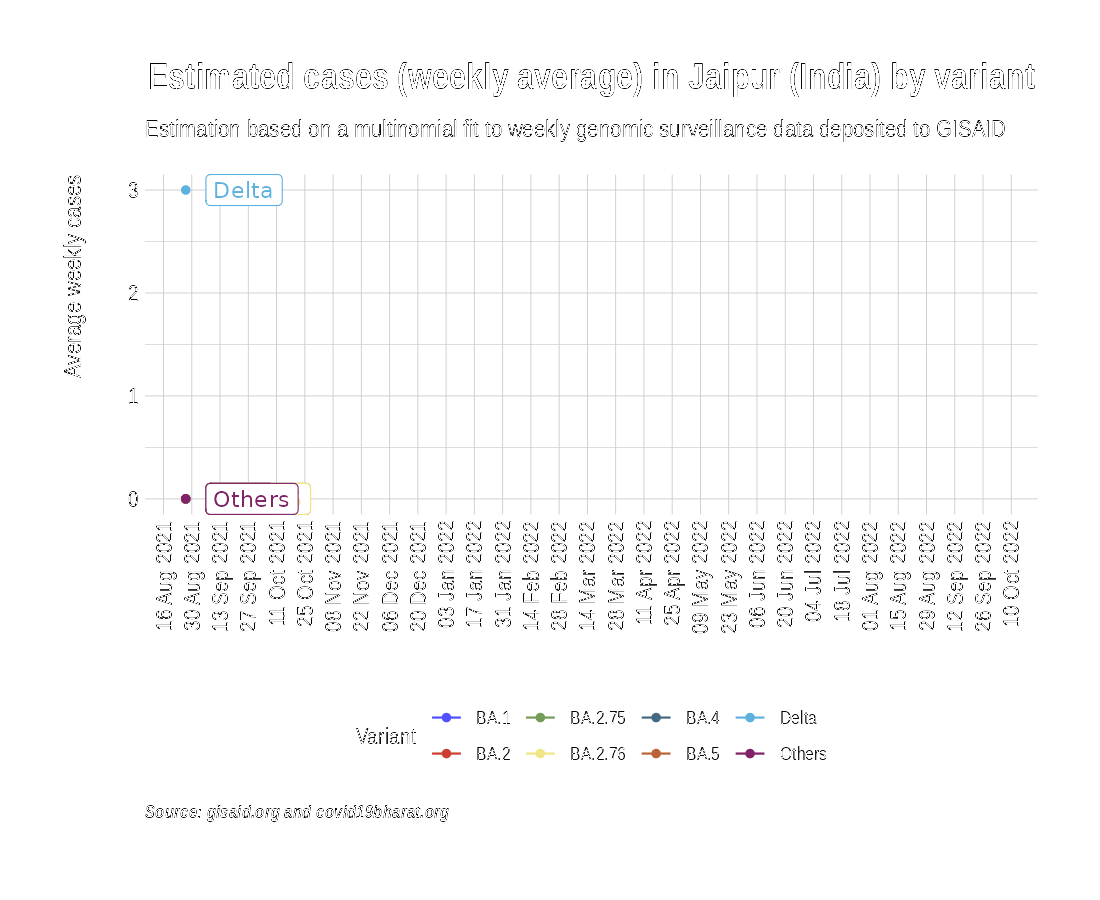 Estimated cases (weekly average) in Jaipur (India) by variant
Estimation based on a multinomial fit to weekly genomic surveillance data deposited to GISAID
Average weekly cases
3
2
1
0
Delta
Others
16 Aug 2021
30 Aug 2021
13 Sep 2021
27 Sep 2021
11 Oct 2021
25 Oct 2021
08 Nov 2021
22 Nov 2021
06 Dec 2021
20 Dec 2021
03 Jan 2022
17 Jan 2022
31 Jan 2022
14 Feb 2022
28 Feb 2022
14 Mar 2022
28 Mar 2022
11 Apr 2022
25 Apr 2022
09 May 2022
23 May 2022
06 Jun 2022
20 Jun 2022
04 Jul 2022
18 Jul 2022
01 Aug 2022
15 Aug 2022
29 Aug 2022
12 Sep 2022
26 Sep 2022
10 Oct 2022
Variant
BA.1 BA.2.75 BA.4 Delta
BA.2 BA.2.76 BA.5 Others
Source: gisaid.org and covid19bharat.org